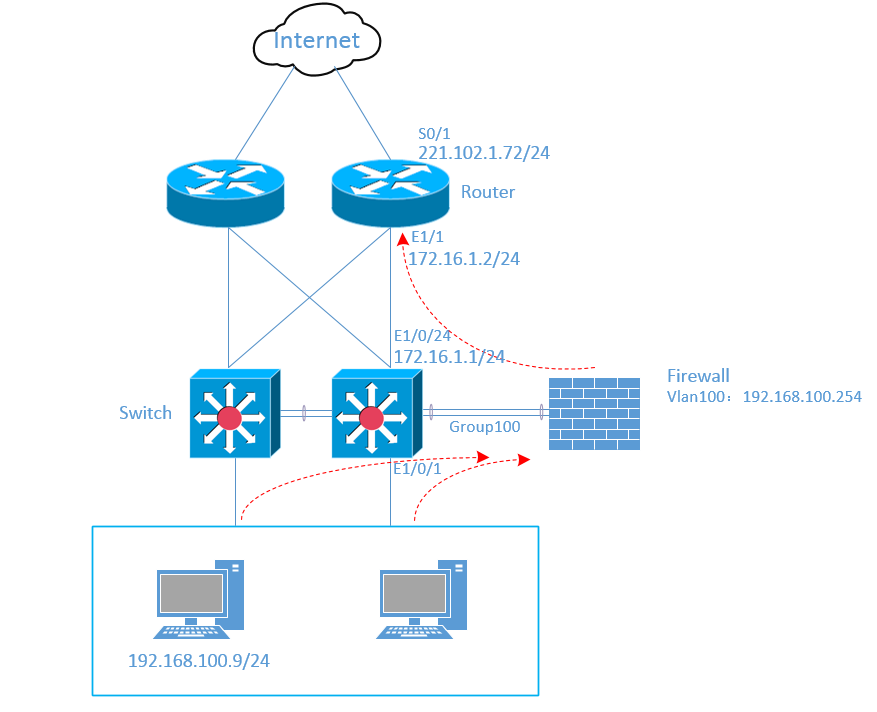 Internet
S0/1
221.102.1.72/24
Router
E1/1
172.16.1.2/24
E1/0/24
172.16.1.1/24
Firewall
Vlan100：192.168.100.254
Switch
Group100
E1/0/1
192.168.100.9/24